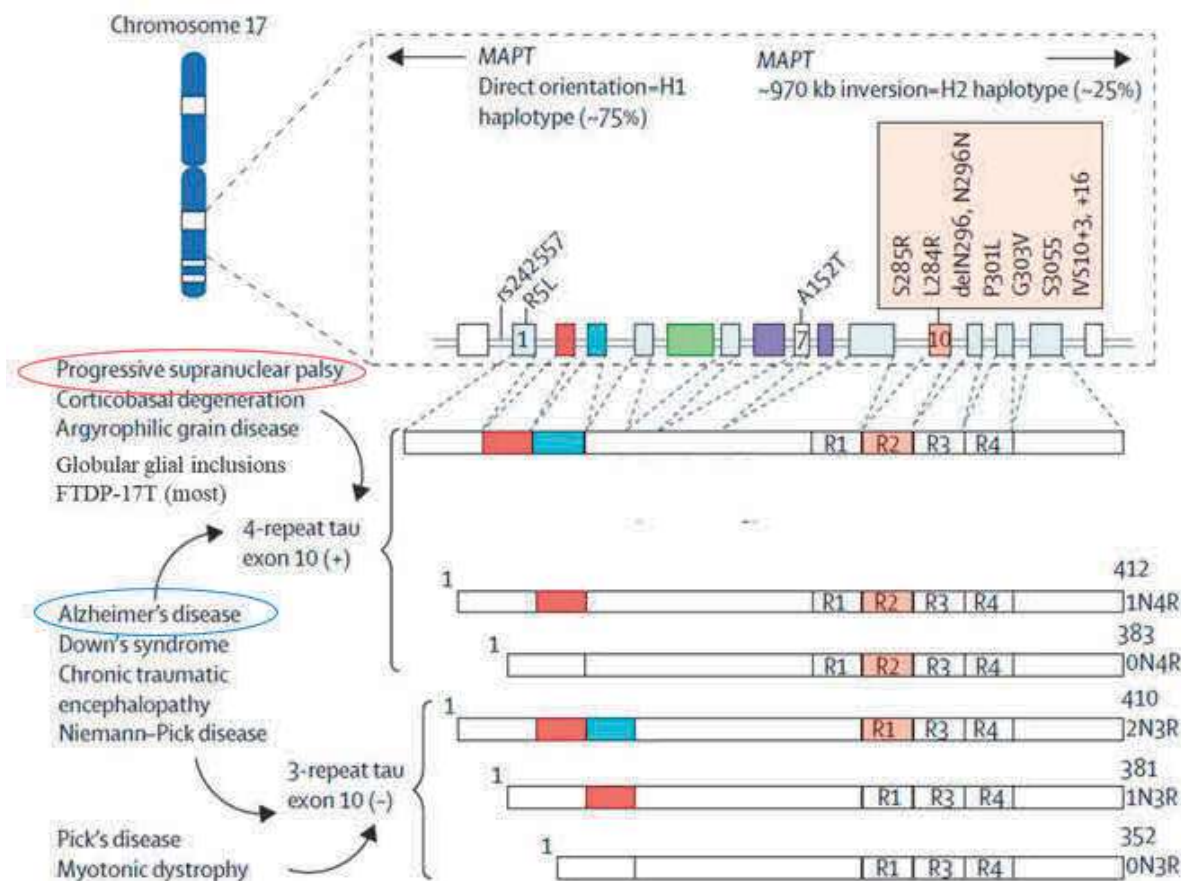 Chromosome 17
MAPT
Direct orientation=H1
haplotype (~75%)
MAPT
~970 kb inversion=H2 haplotype (~25%)
rs242557
R5L
A152T
S285R
L284R
delN296, N296N
P301L
G303V
S3055
IVS10+3, +16
1
7
10
Progressive supranuclear palsy
Corticobasal degeneration
Argyrophilic grain disease
Globular glial inclusions
FTDP-17T (most)
R1 R2 R3 R4
4-repeat tau
exon 10 (+)
1 412
R1 R2 R3 R4 1N4R
1 383
R1 R2 R3 R4 0N4R
Alzheimer's disease
Down's syndrome
Chronic traumatic
encephalopathy
Niemann–Pick disease
1 410
R1 R3 R4 2N3R
3-repeat tau
exon 10 (–)
1 381
R1 R3 R4 1N3R
1 352
R1 R3 R4 0N3R
Pick's disease
Myotonic dystrophy